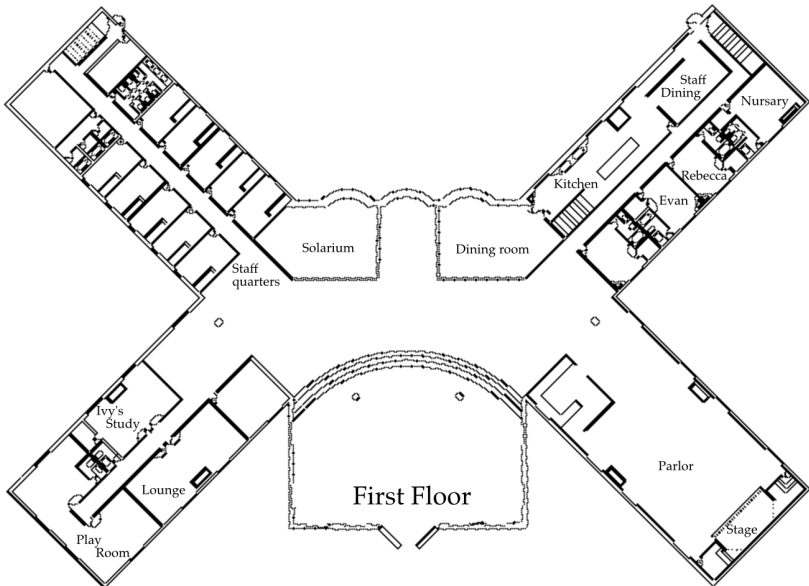 Staff
Dining
Nursary
Kitchen
Rebecca
Evan
Solarium
Dining room
Staff
quarters
Ivy's
Study
Lounge
First Floor
Parlor
Stage
Play
Room